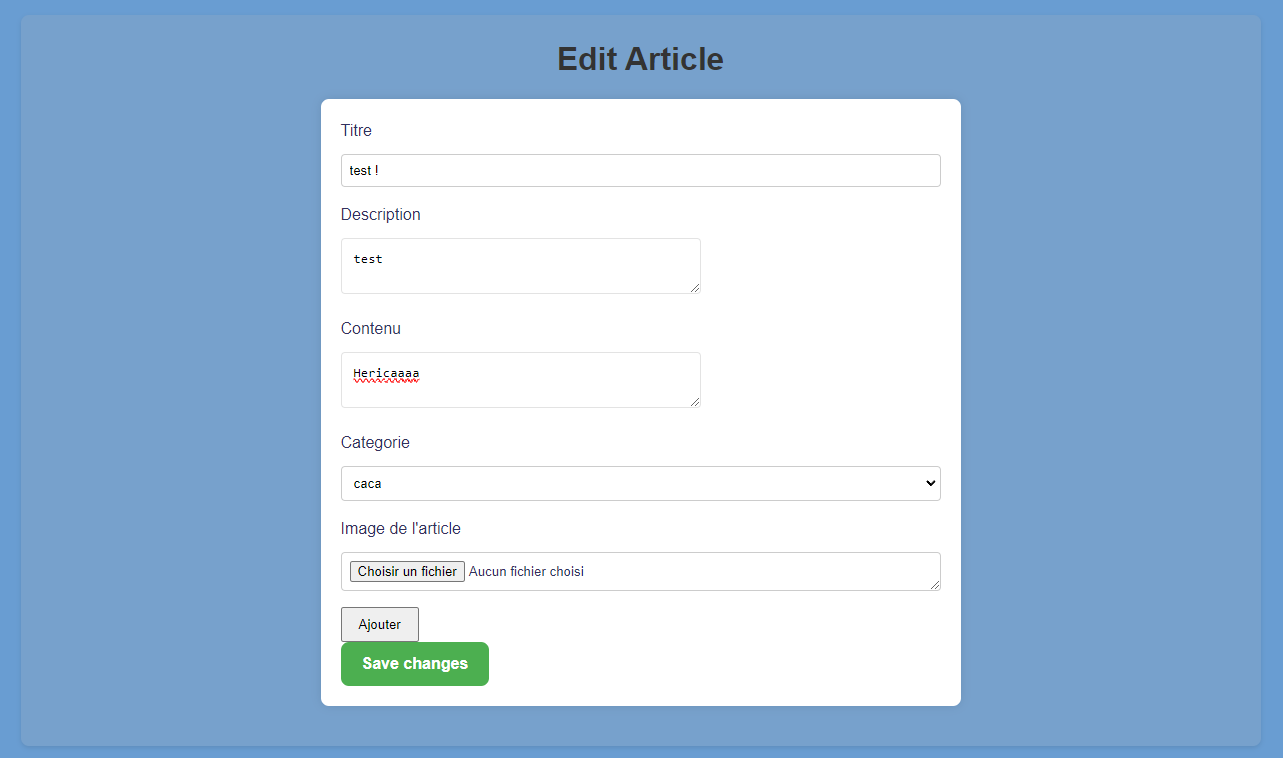 Edit Article
Titre
test !
Description
test
Contenu
Hericaaaa
Categorie
caca
Image de l'article
Choisir un fichier Aucun fichier choisi
Ajouter
Save changes